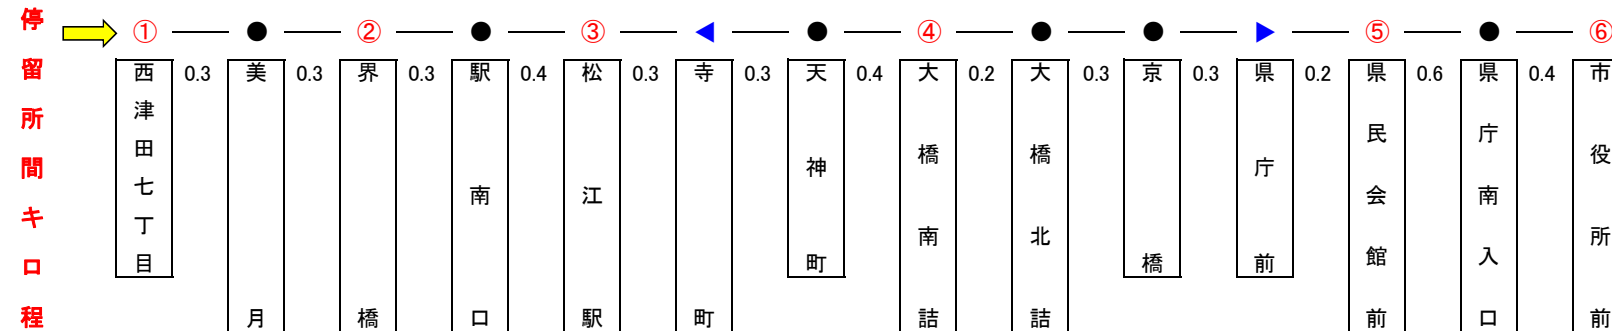 停留所間キロ程
① ● ② ● ③ ◀ ● ④ ● ● ▶ ⑤ ● ⑥
西津田七丁目
0.3
美月
0.3
界橋
0.3
駅南口
0.4
松江駅
0.3
寺町
0.3
天神町
0.4
大橋南詰
0.2
大橋北詰
0.3
京橋
0.3
県庁前
0.2
県民会館前
0.6
県庁南入口
0.4
市役所前